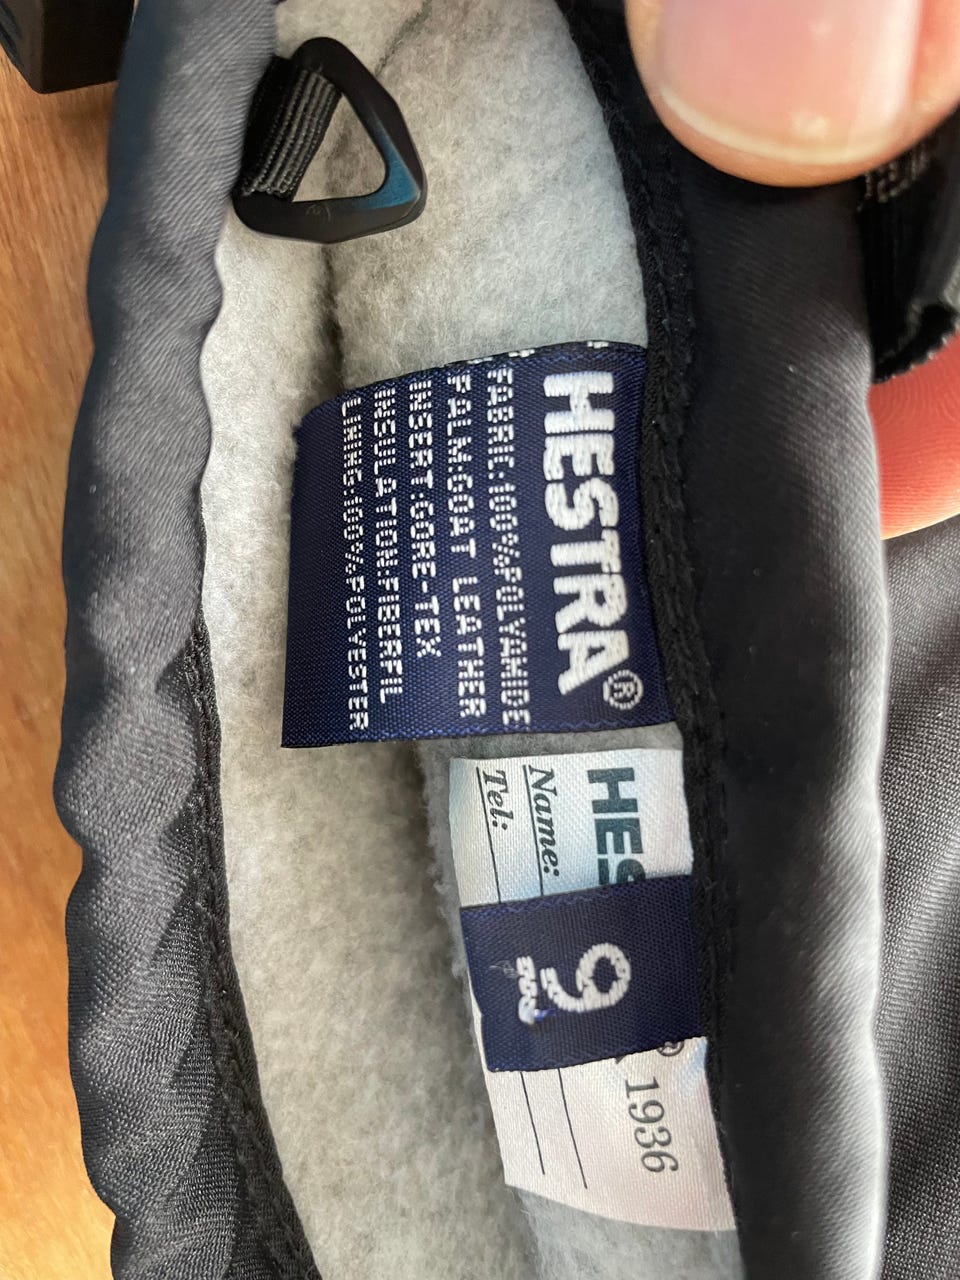 HESTRA®
FABRIC:100%POLYAMIDE
PALM:GOAT LEATHER
INSERT:GORE-TEX
INSULATION:FIBERFIL
LINING:100%POLYESTER
HES
® 1936
Name:
Tel:
9